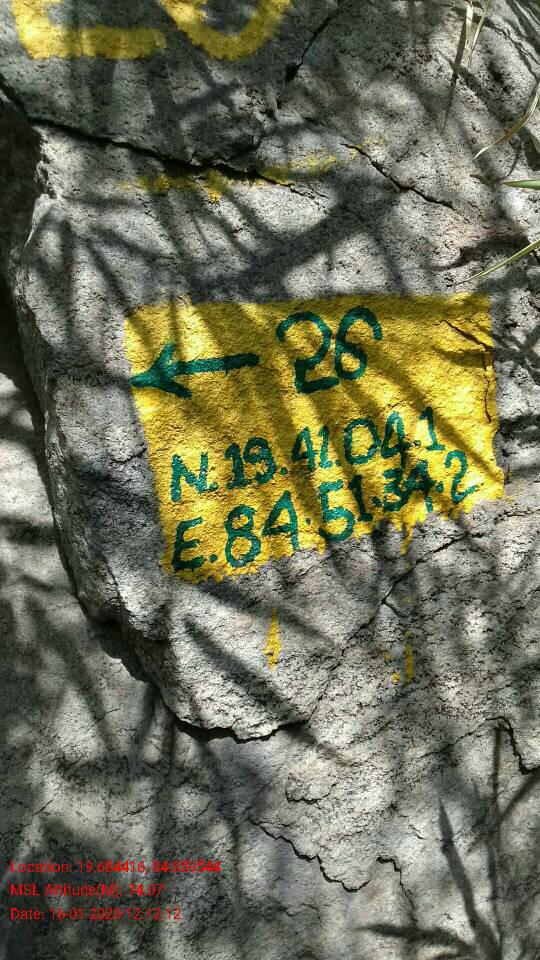 ← 26
N.19.41.04.1
E.84.51.34.2
Location: 19.684416, 84.859544
MSL Altitude(M): 74.07
Date: 16-01-2020 12:12:12